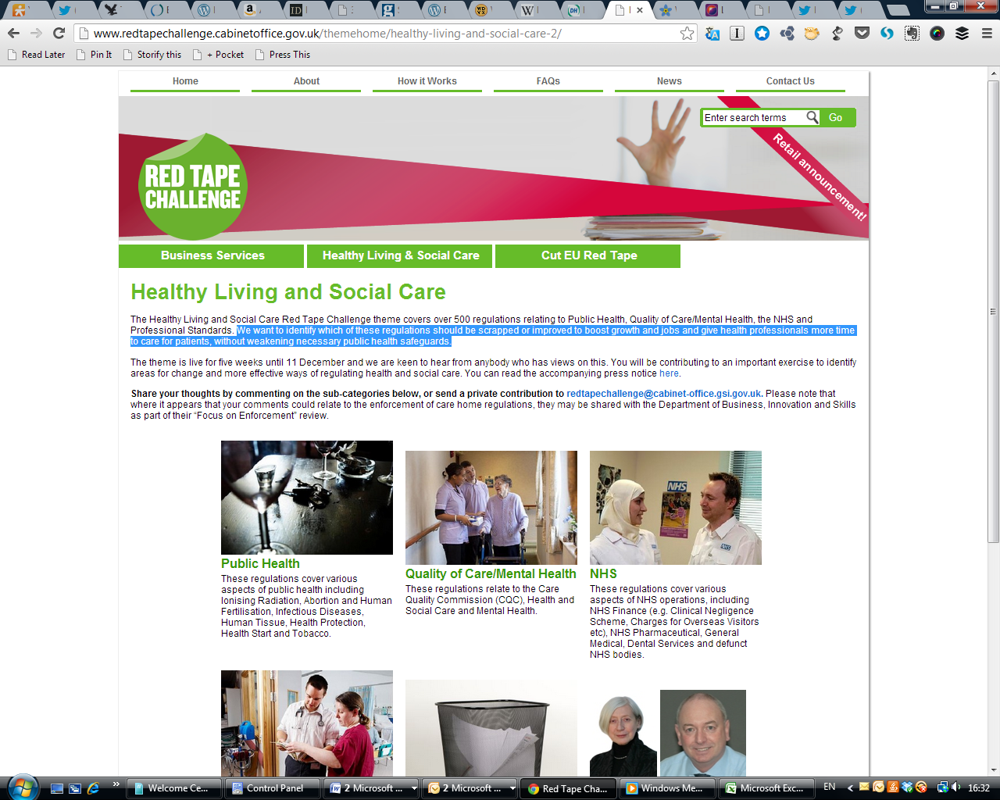 www.redtapechallenge.cabinetoffice.gov.uk/themehome/healthy-living-and-social-care-2/
Read Later
Pin It
Storify this
+ Pocket
Press This
Home
About
How it Works
FAQs
News
Contact Us
Enter search terms
Go
Retail announcement!
RED TAPE
CHALLENGE
Business Services
Healthy Living & Social Care
Cut EU Red Tape
Healthy Living and Social Care
The Healthy Living and Social Care Red Tape Challenge theme covers over 500 regulations relating to Public Health, Quality of Care/Mental Health, the NHS and
Professional Standards. We want to identify which of these regulations should be scrapped or improved to boost growth and jobs and give health professionals more time
to care for patients, without weakening necessary public health safeguards.
The theme is live for five weeks until 11 December and we are keen to hear from anybody who has views on this. You will be contributing to an important exercise to identify
areas for change and more effective ways of regulating health and social care. You can read the accompanying press notice here.
Share your thoughts by commenting on the sub-categories below, or send a private contribution to redtapechallenge@cabinet-office.gsi.gov.uk. Please note that
where it appears that your comments could relate to the enforcement of care home regulations, they may be shared with the Department of Business, Innovation and Skills
as part of their “Focus on Enforcement” review.
NHS
NHS
Public Health
These regulations cover various
aspects of public health including
Ionising Radiation, Abortion and Human
Fertilisation, Infectious Diseases,
Human Tissue, Health Protection,
Health Start and Tobacco.
Quality of Care/Mental Health
These regulations relate to the Care
Quality Commission (CQC), Health and
Social Care and Mental Health.
NHS
These regulations cover various
aspects of NHS operations, including
NHS Finance (e.g. Clinical Negligence
Scheme, Charges for Overseas Visitors
etc), NHS Pharmaceutical, General
Medical, Dental Services and defunct
NHS bodies.
Welcome Ce...
Control Panel
2 Microsoft ...
2 Microsoft ...
Red Tape Cha...
Windows Me...
Microsoft Exc...
EN
16:32